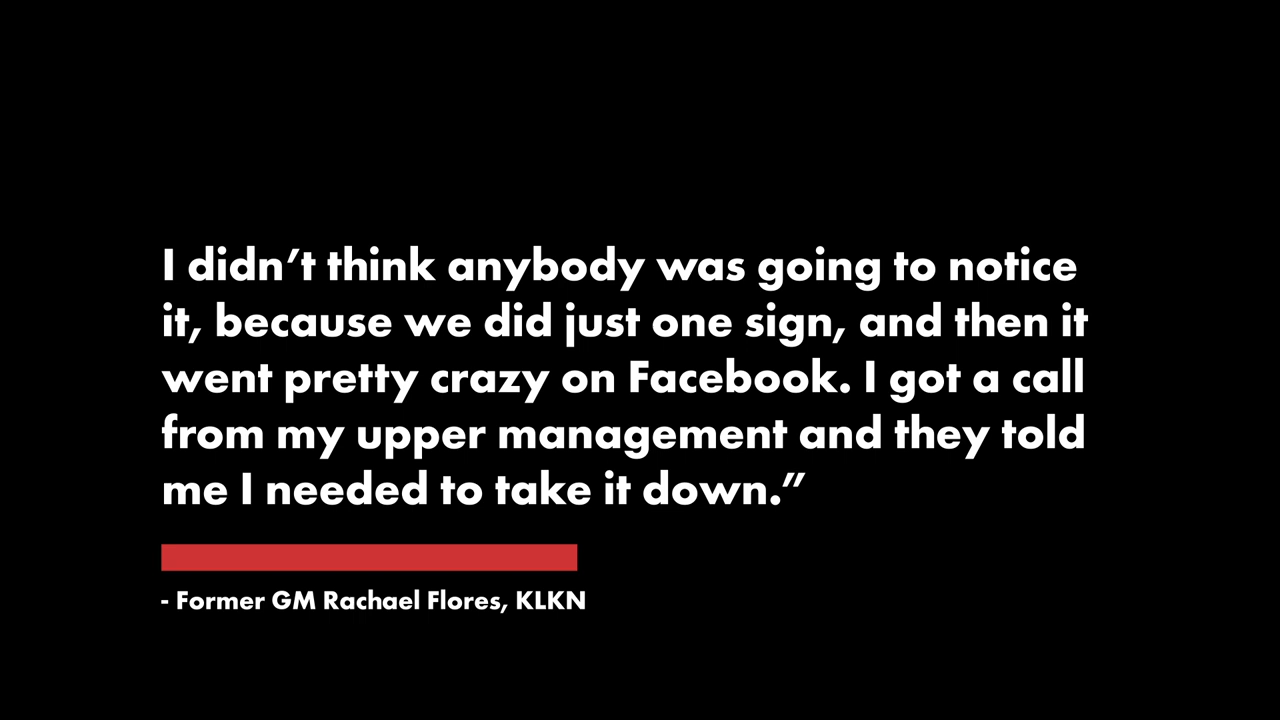 I didn’t think anybody was going to notice
it, because we did just one sign, and then it
went pretty crazy on Facebook. I got a call
from my upper management and they told
me I needed to take it down.”
- Former GM Rachael Flores, KLKN